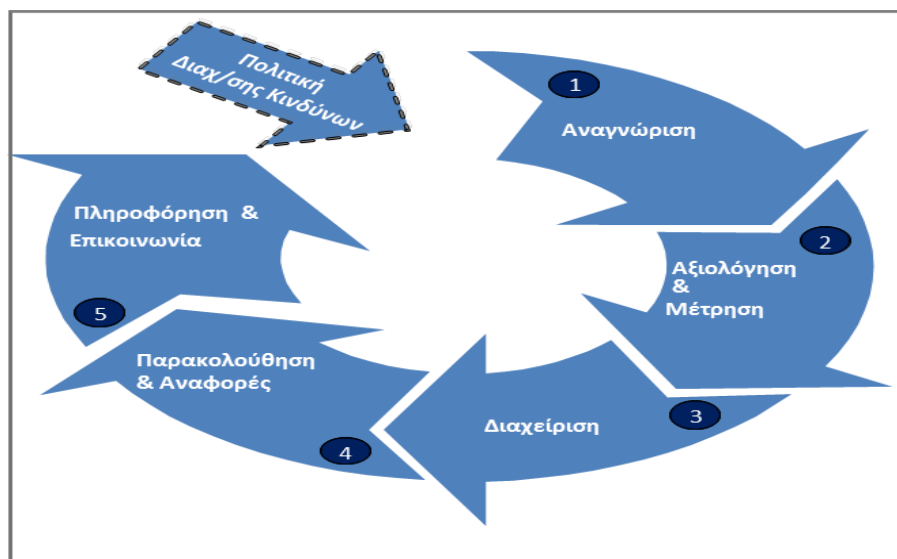 Πολιτική
Διαχ/σης Κινδύνων
1
Αναγνώριση
2
Αξιολόγηση
&
Μέτρηση
3
Διαχείριση
4
Παρακολούθηση
& Αναφορές
5
Πληροφόρηση &
Επικοινωνία